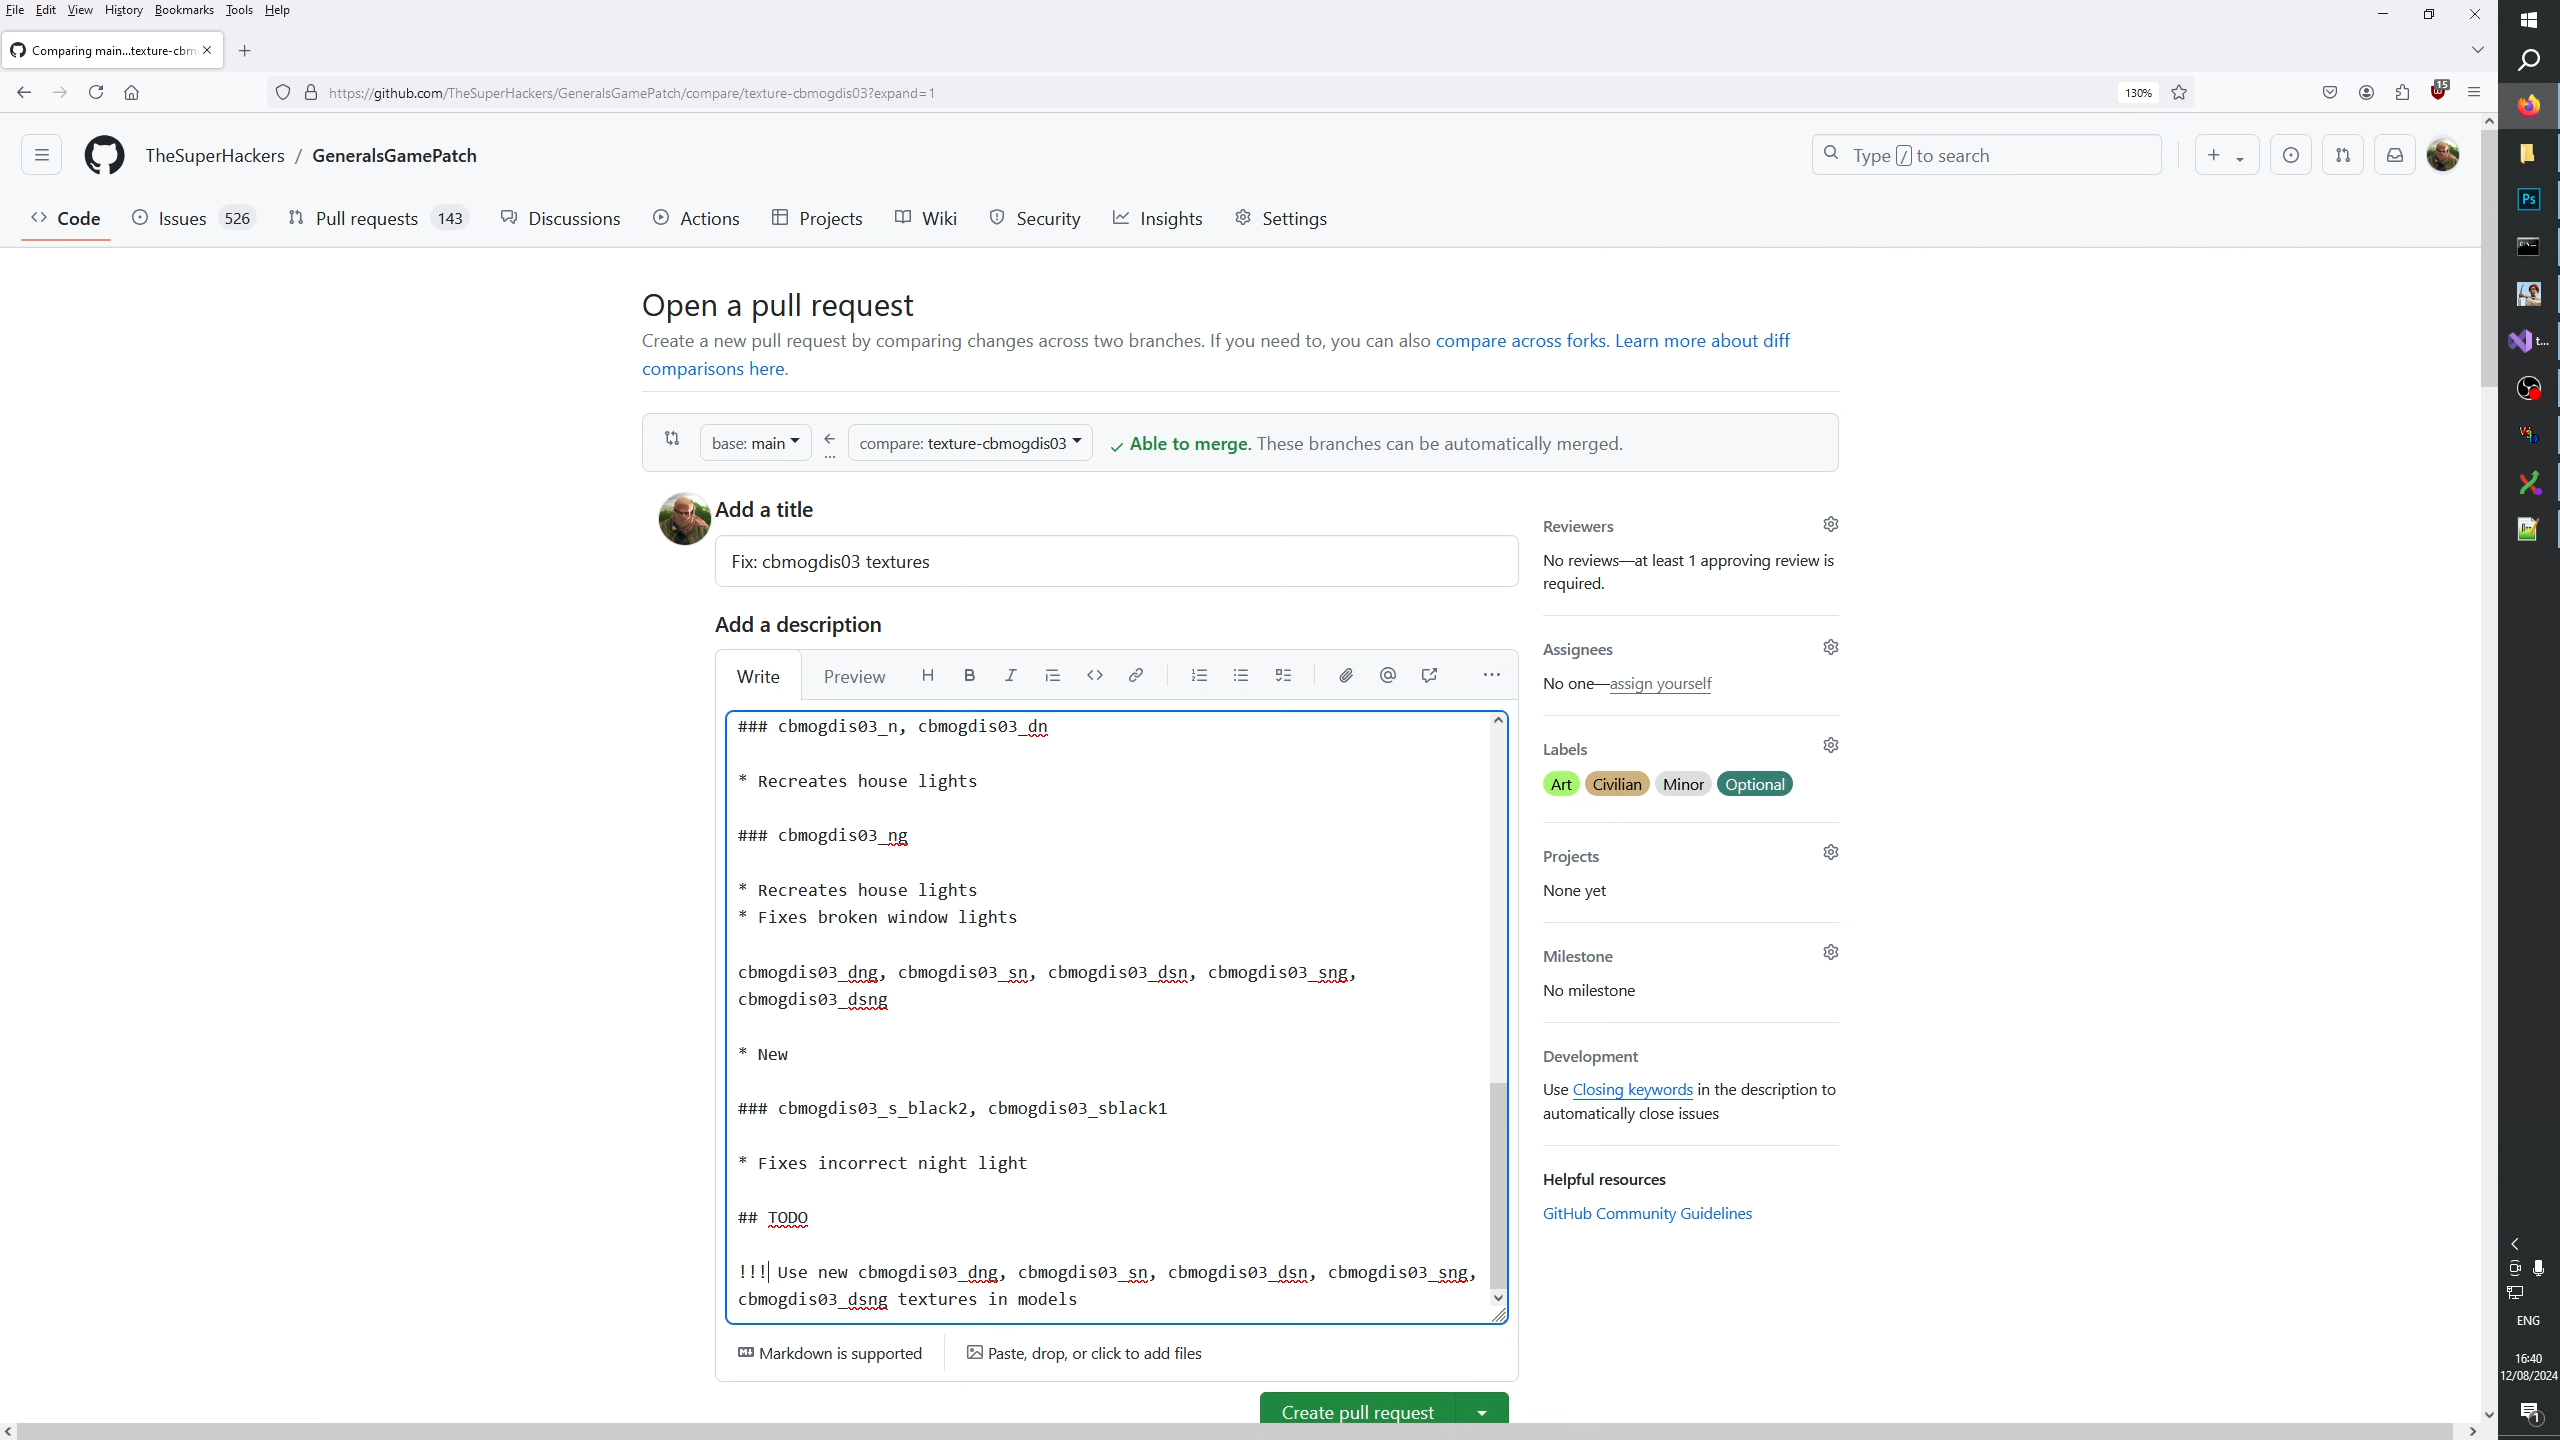 File Edit View History Bookmarks Tools Help
Comparing main...texture-cbm
https://github.com/TheSuperHackers/GeneralsGamePatch/compare/texture-cbmogdis03?expand=1
130%
15
TheSuperHackers / GeneralsGamePatch
Type / to search
Code Issues 526 Pull requests 143 Discussions Actions Projects Wiki Security Insights Settings
Open a pull request
Create a new pull request by comparing changes across two branches. If you need to, you can also compare across forks. Learn more about diff
comparisons here.
base: main compare: texture-cbmogdis03 Able to merge. These branches can be automatically merged.
Add a title
Fix: cbmogdis03 textures
Add a description
Write Preview H B I
### cbmogdis03_n, cbmogdis03_dn
* Recreates house lights
### cbmogdis03_ng
* Recreates house lights
* Fixes broken window lights
cbmogdis03_dng, cbmogdis03_sn, cbmogdis03_dsn, cbmogdis03_sng,
cbmogdis03_dsng
* New
### cbmogdis03_s_black2, cbmogdis03_sblack1
* Fixes incorrect night light
## TODO
!!! Use new cbmogdis03_dng, cbmogdis03_sn, cbmogdis03_dsn, cbmogdis03_sng,
cbmogdis03_dsng textures in models
Markdown is supported
Paste, drop, or click to add files
Create pull request
Reviewers
No reviews—at least 1 approving review is
required.
Assignees
No one—assign yourself
Labels
Art Civilian Minor Optional
Projects
None yet
Milestone
No milestone
Development
Use Closing keywords in the description to
automatically close issues
Helpful resources
GitHub Community Guidelines
Ps
t...
ENG
16:40
12/08/2024
1